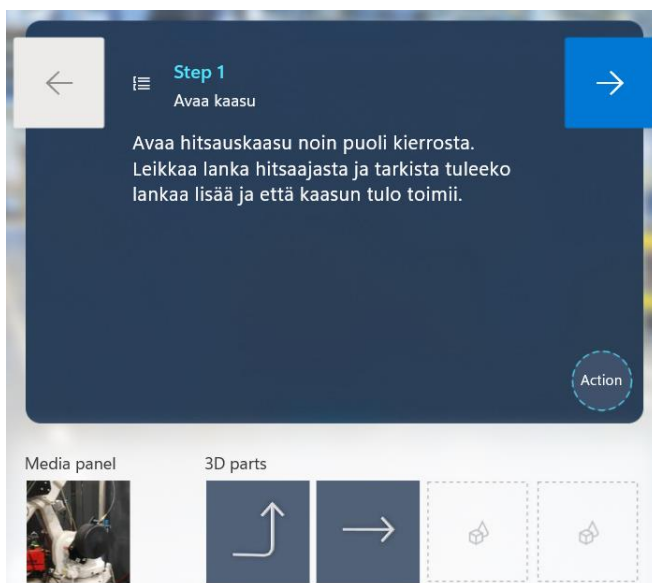 Step 1
Avaa kaasu
Avaa hitsauskaasu noin puoli kierrosta.
Leikkaa lanka hitsaajasta ja tarkista tuleeko
lankaa lisää ja että kaasun tulo toimii.
Action
Media panel
3D parts